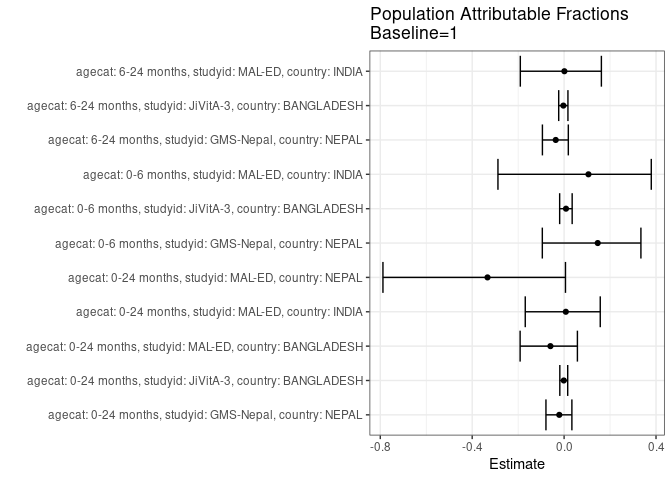 Population Attributable Fractions
Baseline=1
agecat: 6-24 months, studyid: MAL-ED, country: INDIA
agecat: 6-24 months, studyid: JiVitA-3, country: BANGLADESH
agecat: 6-24 months, studyid: GMS-Nepal, country: NEPAL
agecat: 0-6 months, studyid: MAL-ED, country: INDIA
agecat: 0-6 months, studyid: JiVitA-3, country: BANGLADESH
agecat: 0-6 months, studyid: GMS-Nepal, country: NEPAL
agecat: 0-24 months, studyid: MAL-ED, country: NEPAL
agecat: 0-24 months, studyid: MAL-ED, country: INDIA
agecat: 0-24 months, studyid: MAL-ED, country: BANGLADESH
agecat: 0-24 months, studyid: JiVitA-3, country: BANGLADESH
agecat: 0-24 months, studyid: GMS-Nepal, country: NEPAL
-0.8 -0.4 0.0 0.4
Estimate